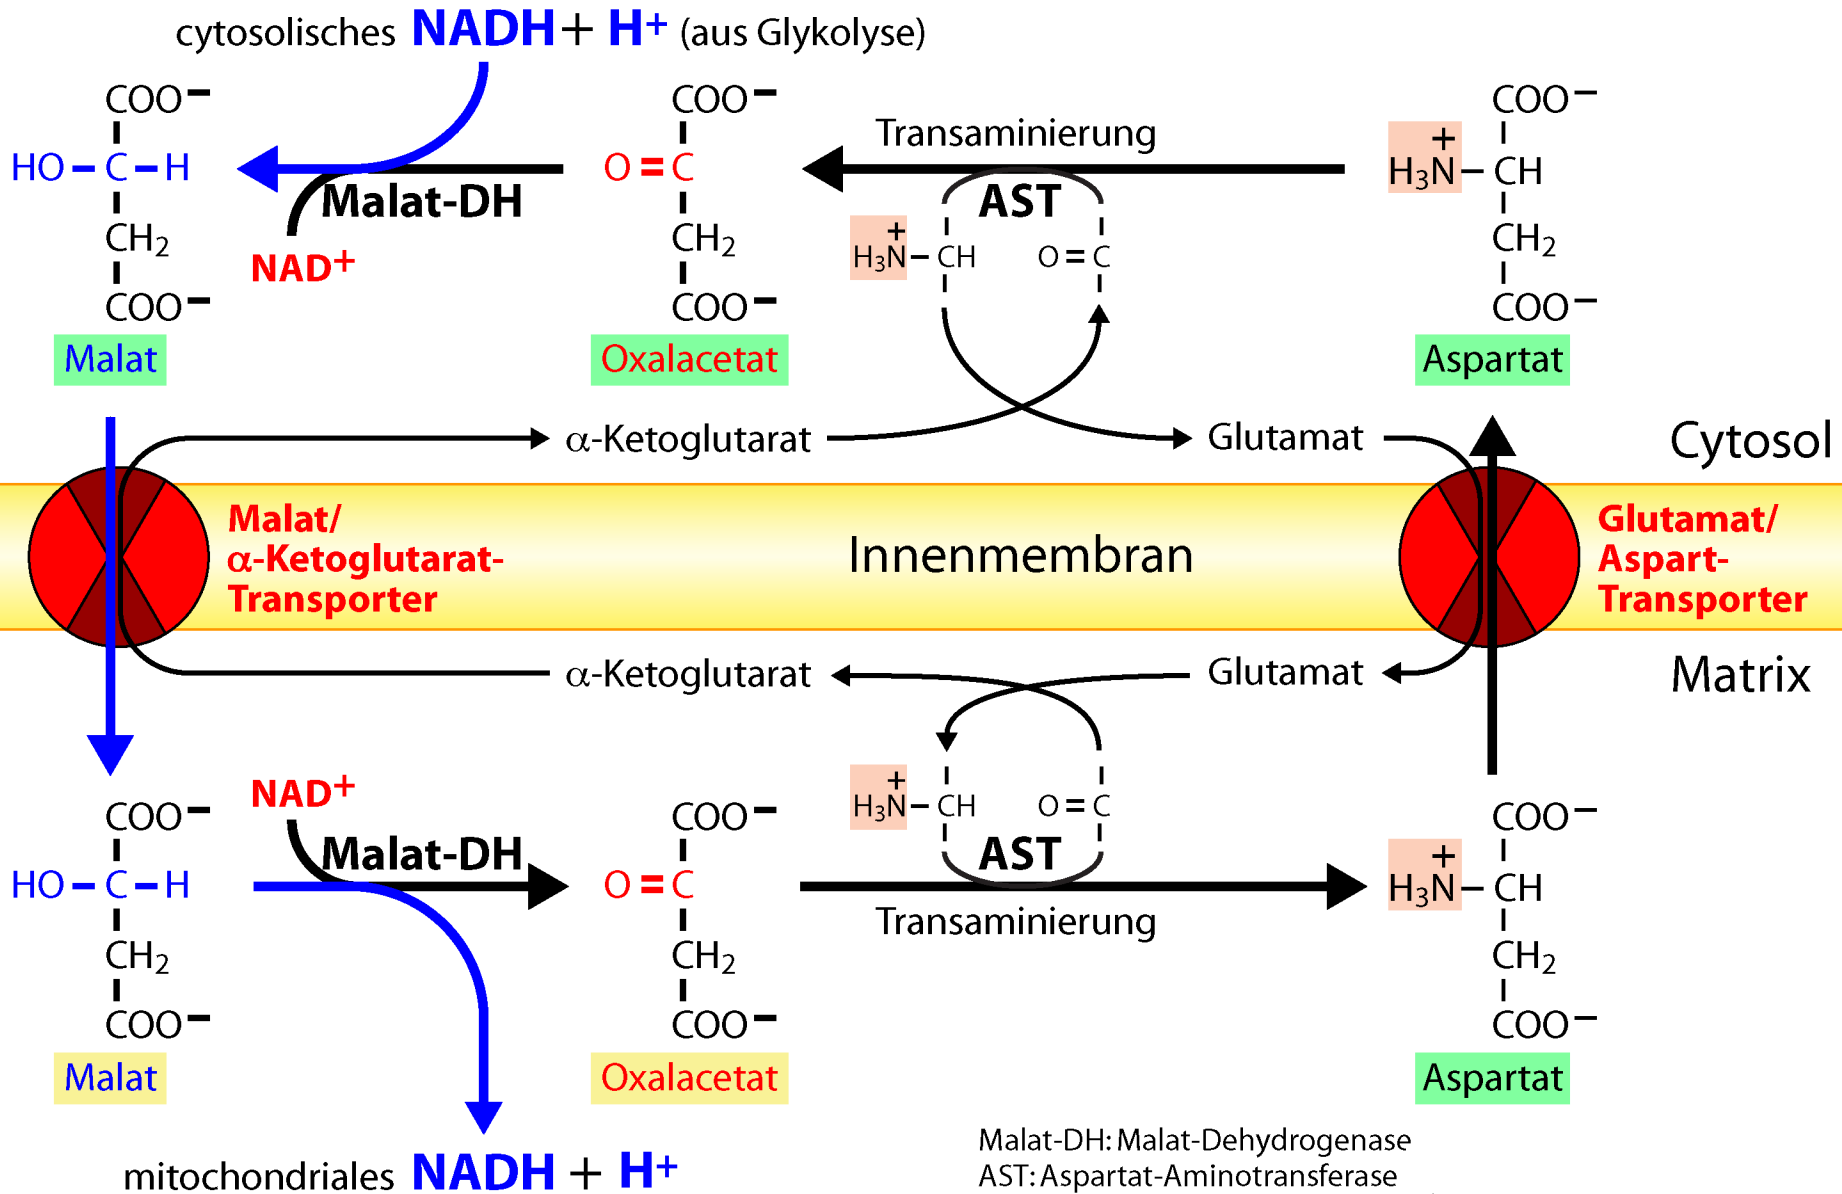 cytosolisches NADH + H+ (aus Glykolyse)
COO−
HO–C–H
CH2
COO−
Malat
Malat-DH
NAD+
COO−
O=C
CH2
COO−
Oxalacetat
Transaminierung
AST
+
H3N–CH
O=C
COO−
+
H3N–CH
CH2
COO−
Aspartat
α-Ketoglutarat
Glutamat
Cytosol
Malat/
α-Ketoglutarat-
Transporter
Innenmembran
Glutamat/
Aspart-
Transporter
α-Ketoglutarat
Glutamat
Matrix
COO−
HO–C–H
CH2
COO−
Malat
NAD+
Malat-DH
COO−
O=C
CH2
COO−
Oxalacetat
+
H3N–CH
O=C
AST
Transaminierung
COO−
+
H3N–CH
CH2
COO−
Aspartat
mitochondriales NADH + H+
Malat-DH: Malat-Dehydrogenase
AST: Aspartat-Aminotransferase